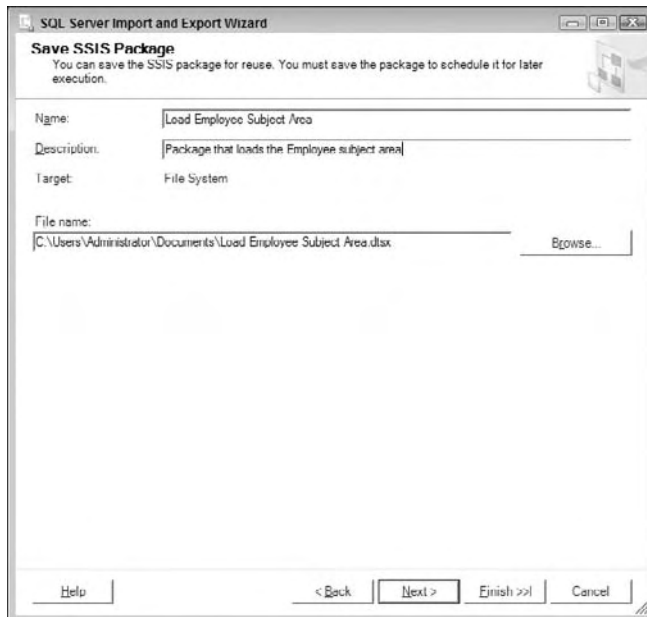 SQL Server Import and Export Wizard
Save SSIS Package
You can save the SSIS package for reuse. You must save the package to schedule it for later
execution.
Name: Load Employee Subject Area
Description: Package that loads the Employee subject area
Target: File System
File name:
C:\Users\Administrator\Documents\Load Employee Subject Area.dtsx Browse...
Help < Back Next > Finish >>| Cancel